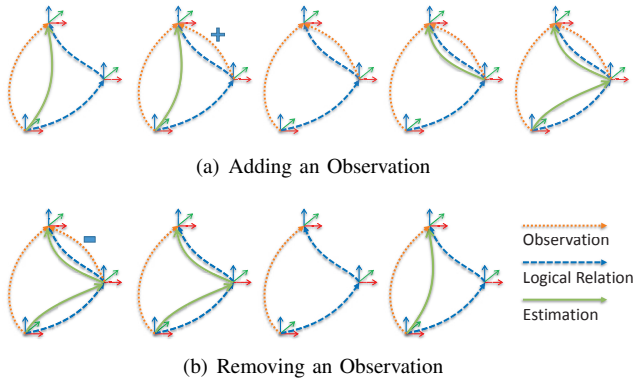 (a) Adding an Observation
Observation
Logical Relation
Estimation
(b) Removing an Observation